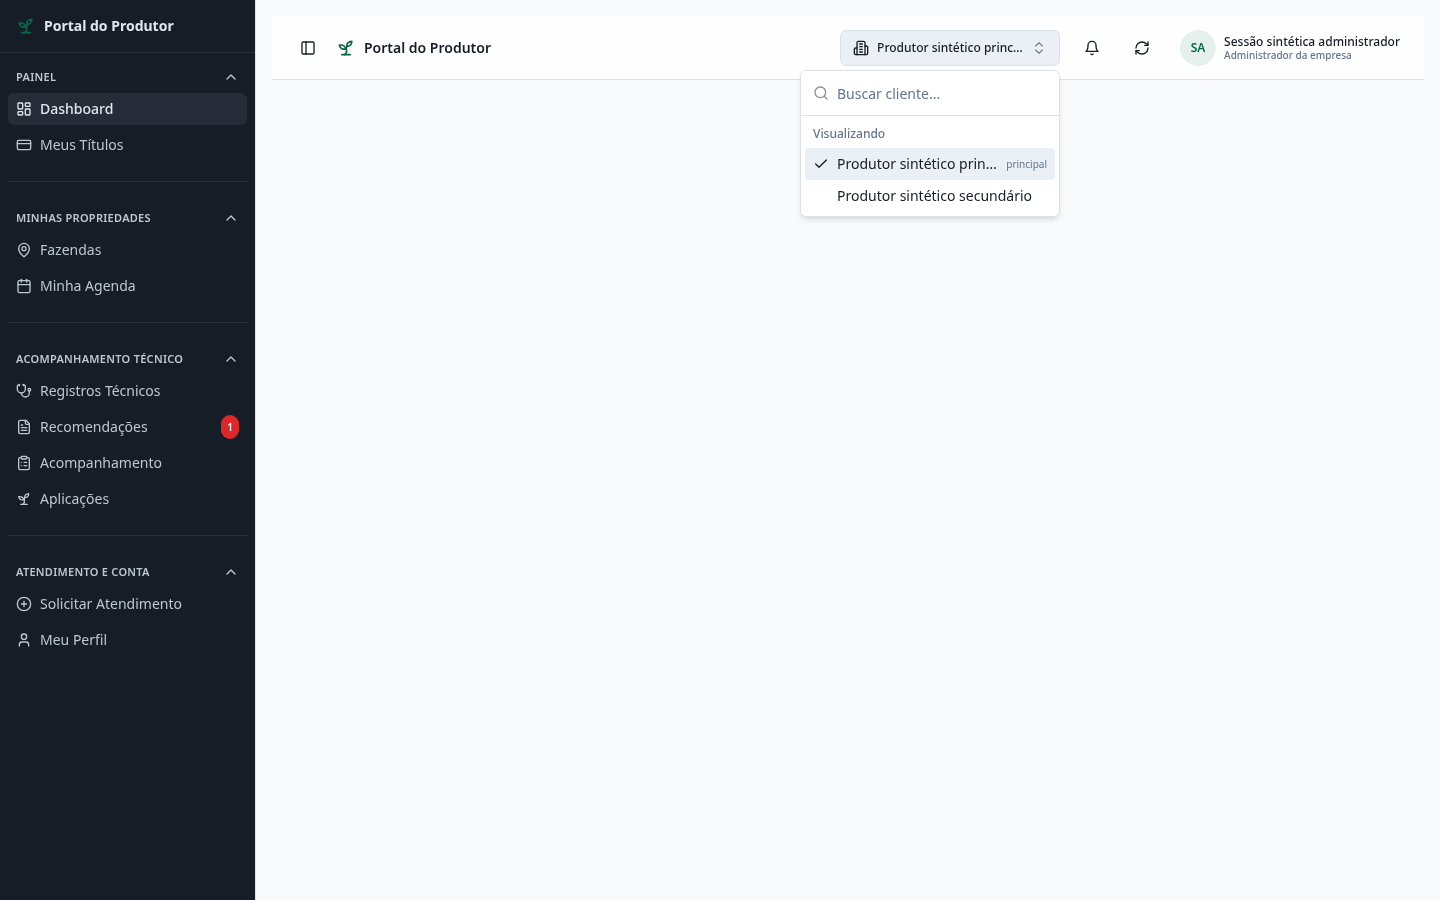 Portal do Produtor
PAINEL
Dashboard
Meus Títulos
MINHAS PROPRIEDADES
Fazendas
Minha Agenda
ACOMPANHAMENTO TÉCNICO
Registros Técnicos
Recomendações 1
Acompanhamento
Aplicações
ATENDIMENTO E CONTA
Solicitar Atendimento
Meu Perfil
Portal do Produtor
Produtor sintético princ...
SA
Sessão sintética administrador
Administrador da empresa
Buscar cliente...
Visualizando
Produtor sintético prin... principal
Produtor sintético secundário